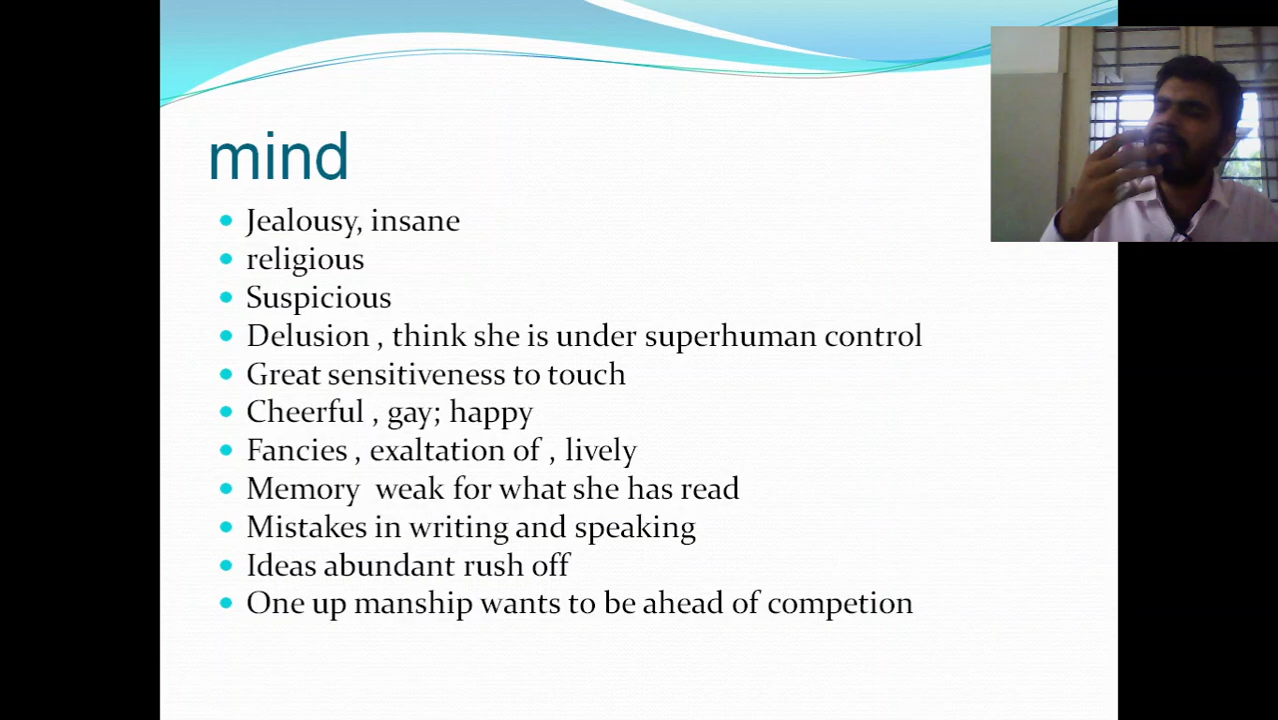 mind
Jealousy, insane
religious
Suspicious
Delusion , think she is under superhuman control
Great sensitiveness to touch
Cheerful , gay; happy
Fancies , exaltation of , lively
Memory  weak for what she has read
Mistakes in writing and speaking
Ideas abundant rush off
One up manship wants to be ahead of competion